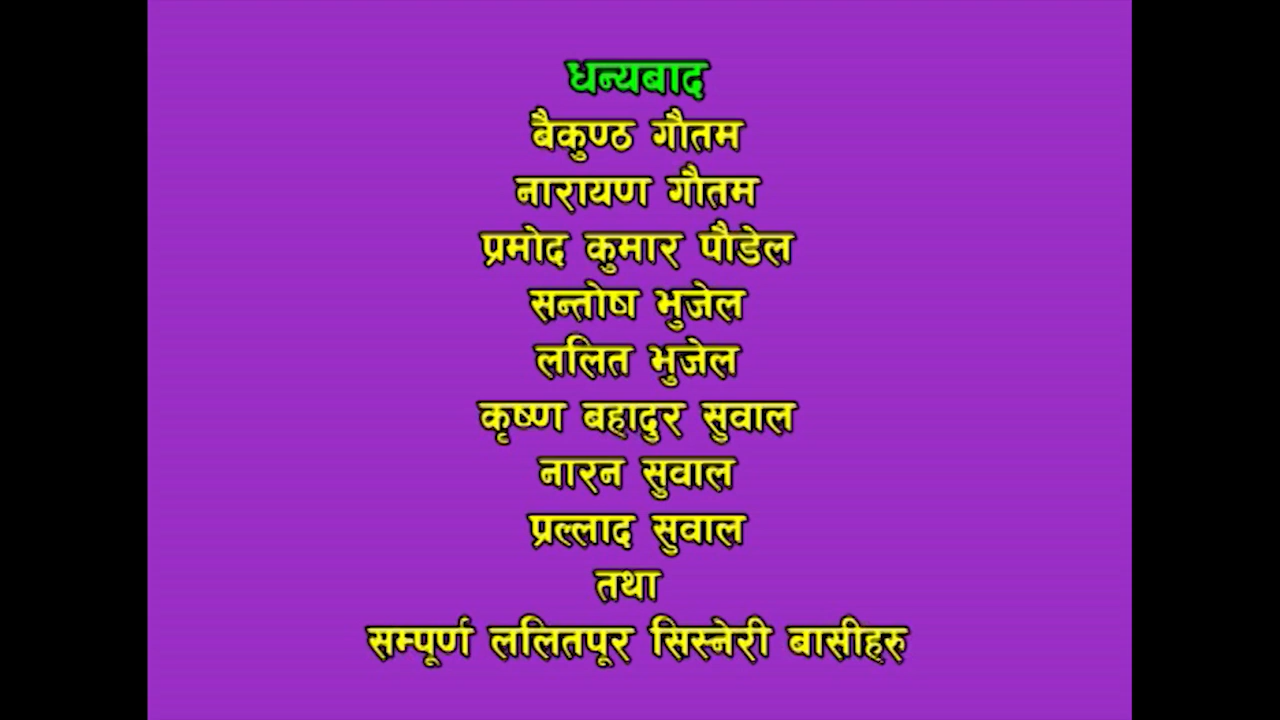 धन्यबाद
बैकुण्ठ गौतम
नारायण गौतम
प्रमोद कुमार पौडेल
सन्तोष भुजेल
ललित भुजेल
कृष्ण बहादुर सुवाल
नारन सुवाल
प्रल्लाद सुवाल
तथा
सम्पूर्ण ललितपूर सिस्नेरी बासीहरु